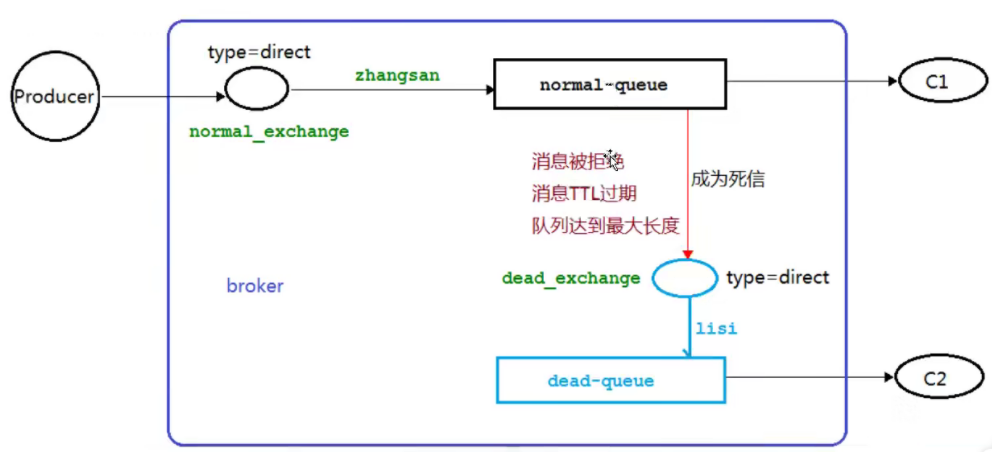 type=direct
Producer
zhangsan
normal-queue
C1
normal_exchange
消息被拒绝
消息TTL过期
队列达到最大长度
成为死信
dead_exchange
type=direct
broker
lisi
dead-queue
C2